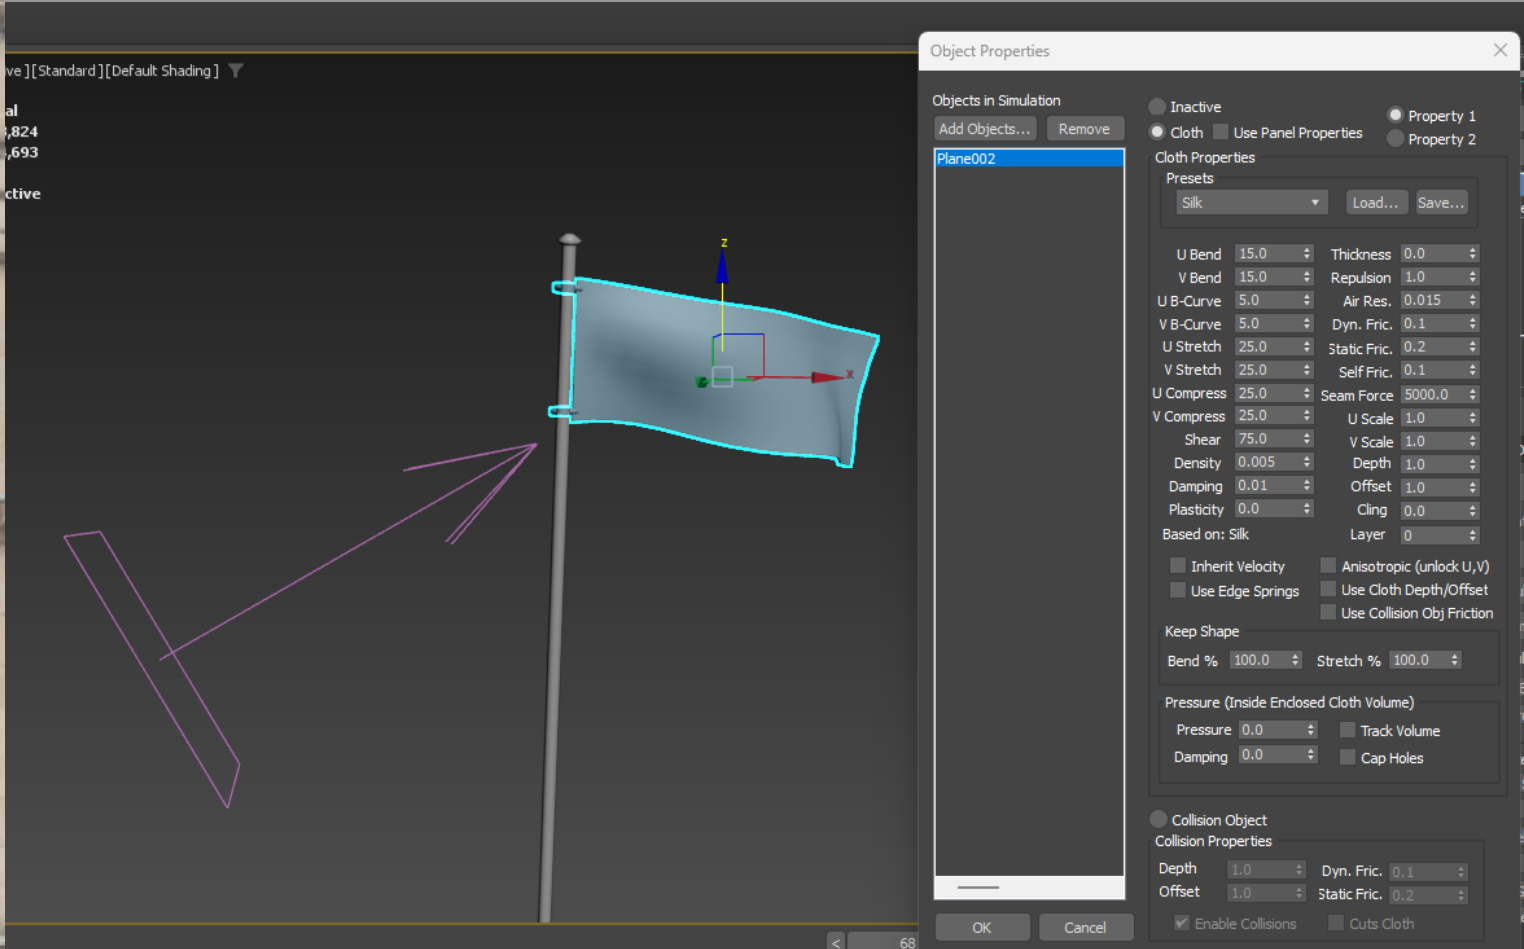 ive ] [Standard ] [Default Shading ]
al
3,824
,693
ctive
z
x
< 68
Object Properties
Objects in Simulation
Add Objects... Remove
Plane002
OK Cancel
Inactive
Cloth Use Panel Properties
Property 1
Property 2
Cloth Properties
Presets
Silk Load... Save...
U Bend 15.0 Thickness 0.0
V Bend 15.0 Repulsion 1.0
U B-Curve 5.0 Air Res. 0.015
V B-Curve 5.0 Dyn. Fric. 0.1
U Stretch 25.0 Static Fric. 0.2
V Stretch 25.0 Self Fric. 0.1
U Compress 25.0 Seam Force 5000.0
V Compress 25.0 U Scale 1.0
Shear 75.0 V Scale 1.0
Density 0.005 Depth 1.0
Damping 0.01 Offset 1.0
Plasticity 0.0 Cling 0.0
Based on: Silk Layer 0
Inherit Velocity Anisotropic (unlock U,V)
Use Edge Springs Use Cloth Depth/Offset
Use Collision Obj Friction
Keep Shape
Bend % 100.0 Stretch % 100.0
Pressure (Inside Enclosed Cloth Volume)
Pressure 0.0 Track Volume
Damping 0.0 Cap Holes
Collision Object
Collision Properties
Depth 1.0 Dyn. Fric. 0.1
Offset 1.0 Static Fric. 0.2
Enable Collisions Cuts Cloth